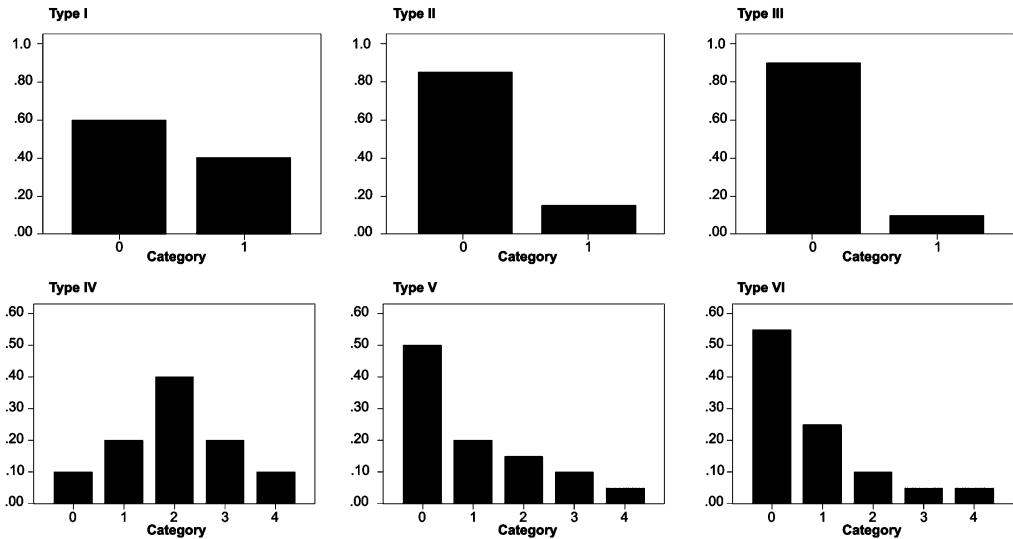 Type I
1.0
.80
.60
.40
.20
.00
0 1
Category
Type II
1.0
.80
.60
.40
.20
.00
0 1
Category
Type III
1.0
.80
.60
.40
.20
.00
0 1
Category
Type IV
.60
.50
.40
.30
.20
.10
.00
0 1 2 3 4
Category
Type V
.60
.50
.40
.30
.20
.10
.00
0 1 2 3 4
Category
Type VI
.60
.50
.40
.30
.20
.10
.00
0 1 2 3 4
Category